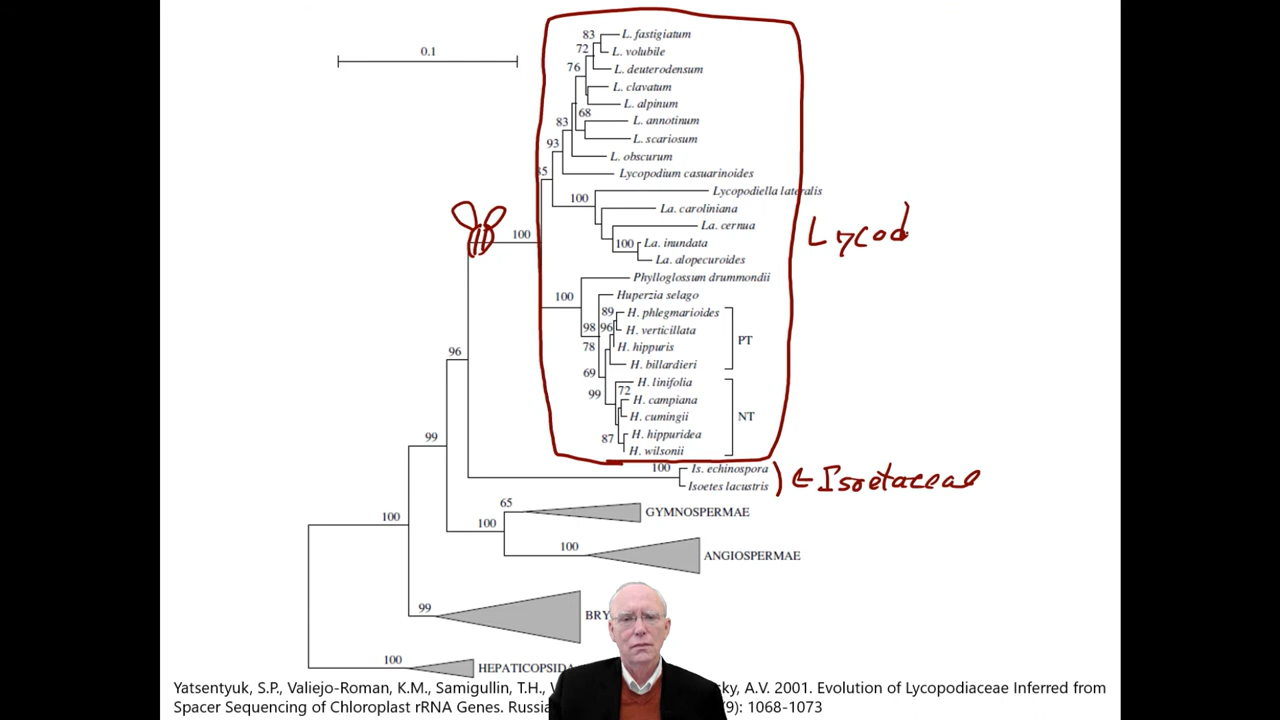 0.1
83
L. fastigiatum
72
L. volubile
76
L. deuterodensum
L. clavatum
L. alpinum
83
68
L. annotinum
93
L. scariosum
L. obscurum
Lycopodium casuarinoides
100
Lycopodiella lateralis
La. caroliniana
Lycod
La. cernua
100
100
La. inundata
La. alopecuroides
Phylloglossum drummondii
100
Huperzia selago
89
H. phlegmarioides
98
96
H. verticillata
PT
78
H. hippuris
96
H. billardieri
69
H. linifolia
99
72
H. campiana
H. cumingii
NT
87
H. hippuridea
H. wilsonii
99
100
Is. echinospora
Isoetes lacustris
Isoetaceae
65
GYMNOSPERMAE
100
100
100
ANGIOSPERMAE
99
BRY
100
HEPATICOPSIDA
Yatsentyuk, S.P., Valiejo-Roman, K.M., Samigullin, T.H., sky, A.V. 2001. Evolution of Lycopodiaceae Inferred from
Spacer Sequencing of Chloroplast rRNA Genes. Russia (9): 1068-1073